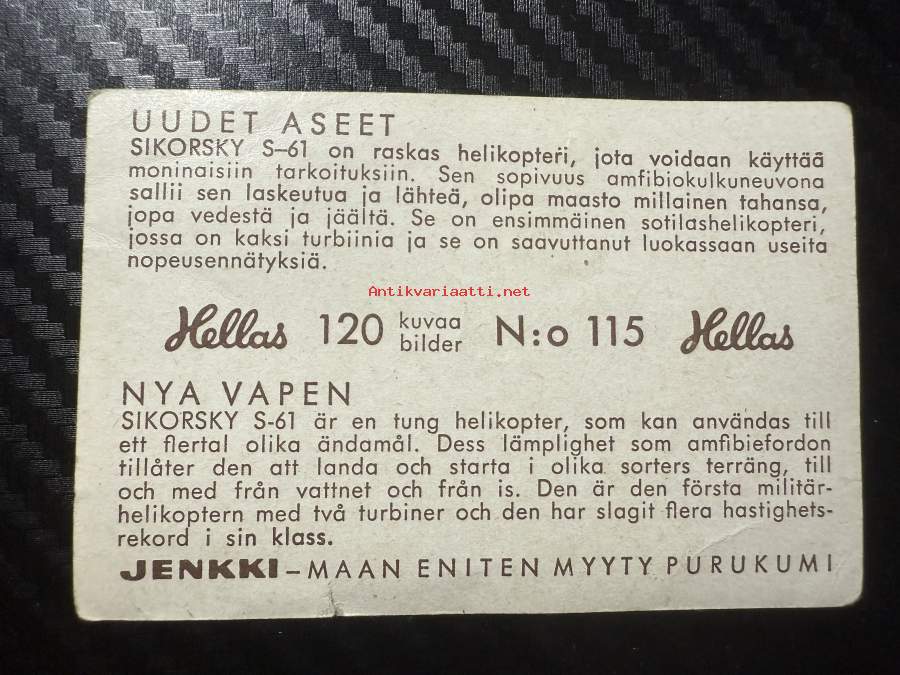 UUDET ASEET
SIKORSKY S–61 on raskas helikopteri, jota voidaan käyttää
moninaisiin tarkoituksiin. Sen sopivuus amfibiokulkuneuvona
sallii sen laskeutua ja lähteä, olipa maasto millainen tahansa,
jopa vedestä ja jäältä. Se on ensimmäinen sotilashelikopteri,
jossa on kaksi turbiinia ja se on saavuttanut luokassaan useita
nopeusennätyksiä.
Antikvariaatti.net
Hellas 120 kuvaa bilder N:o 115 Hellas
NYA VAPEN
SIKORSKY S-61 är en tung helikopter, som kan användas till
ett flertal olika ändamål. Dess lämplighet som amfibiefordon
tillåter den att landa och starta i olika sorters terräng, till
och med från vattnet och från is. Den är den första militär-
helikoptern med två turbiner och den har slagit flera hastighets-
rekord i sin klass.
JENKKI – MAAN ENITEN MYYTY PURUKUMI